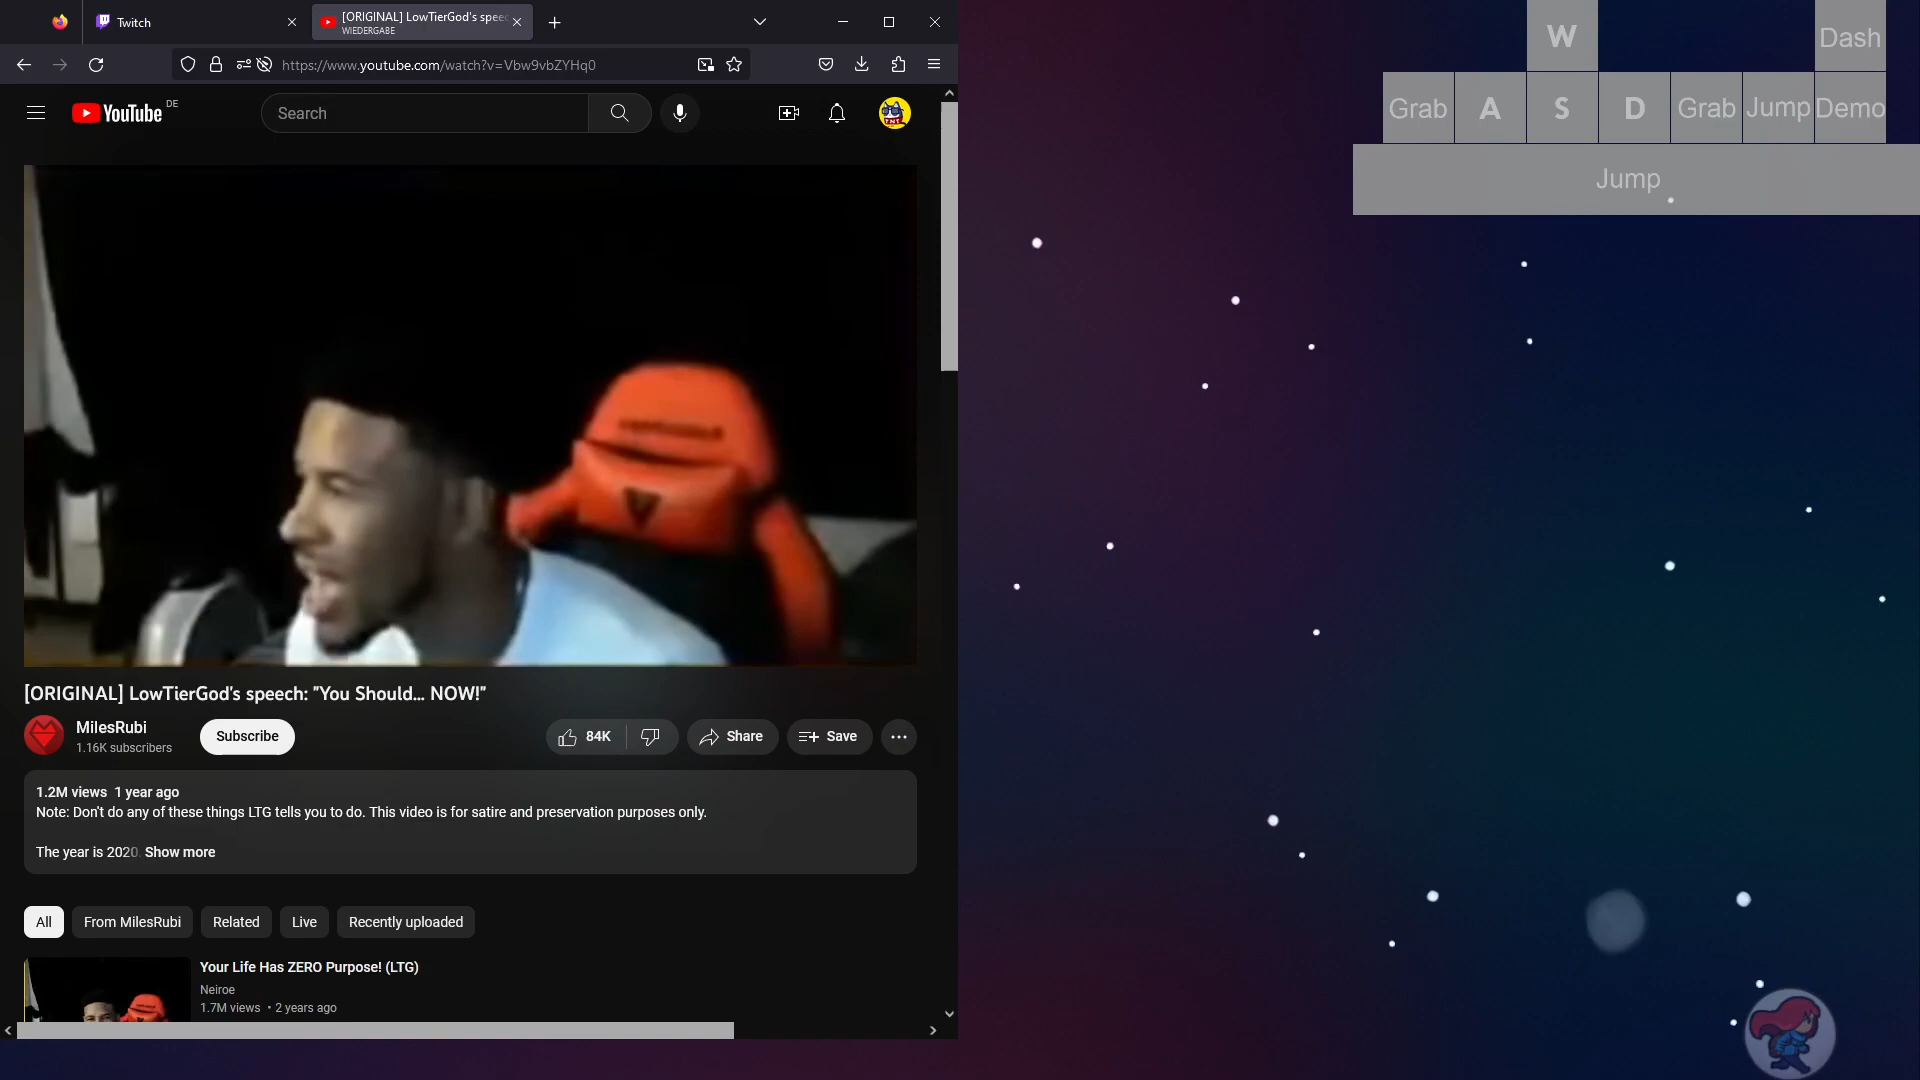 Twitch
[ORIGINAL] LowTierGod's spee
WIEDERGABE
https://www.youtube.com/watch?v=Vbw9vbZYHq0
YouTube DE
Search
TNT
[ORIGINAL] LowTierGod's speech: "You Should... NOW!"
MilesRubi
1.16K subscribers
Subscribe
84K
Share
Save
1.2M views 1 year ago
Note: Don't do any of these things LTG tells you to do. This video is for satire and preservation purposes only.
The year is 2020. Show more
All
From MilesRubi
Related
Live
Recently uploaded
Your Life Has ZERO Purpose! (LTG)
Neiroe
1.7M views • 2 years ago
W
Dash
Grab
A
S
D
Grab
Jump
Demo
Jump